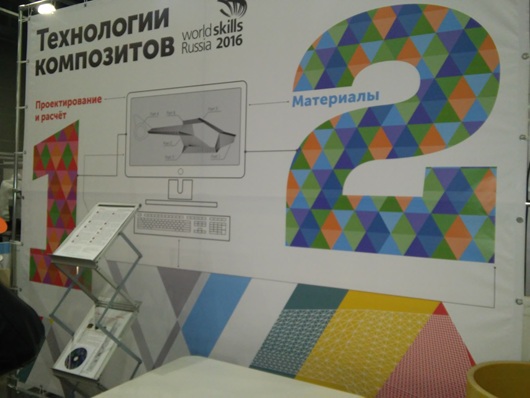 Технологии
композитов
worldskills
Russia 2016
Проектирование
и расчёт
Материалы
1
2